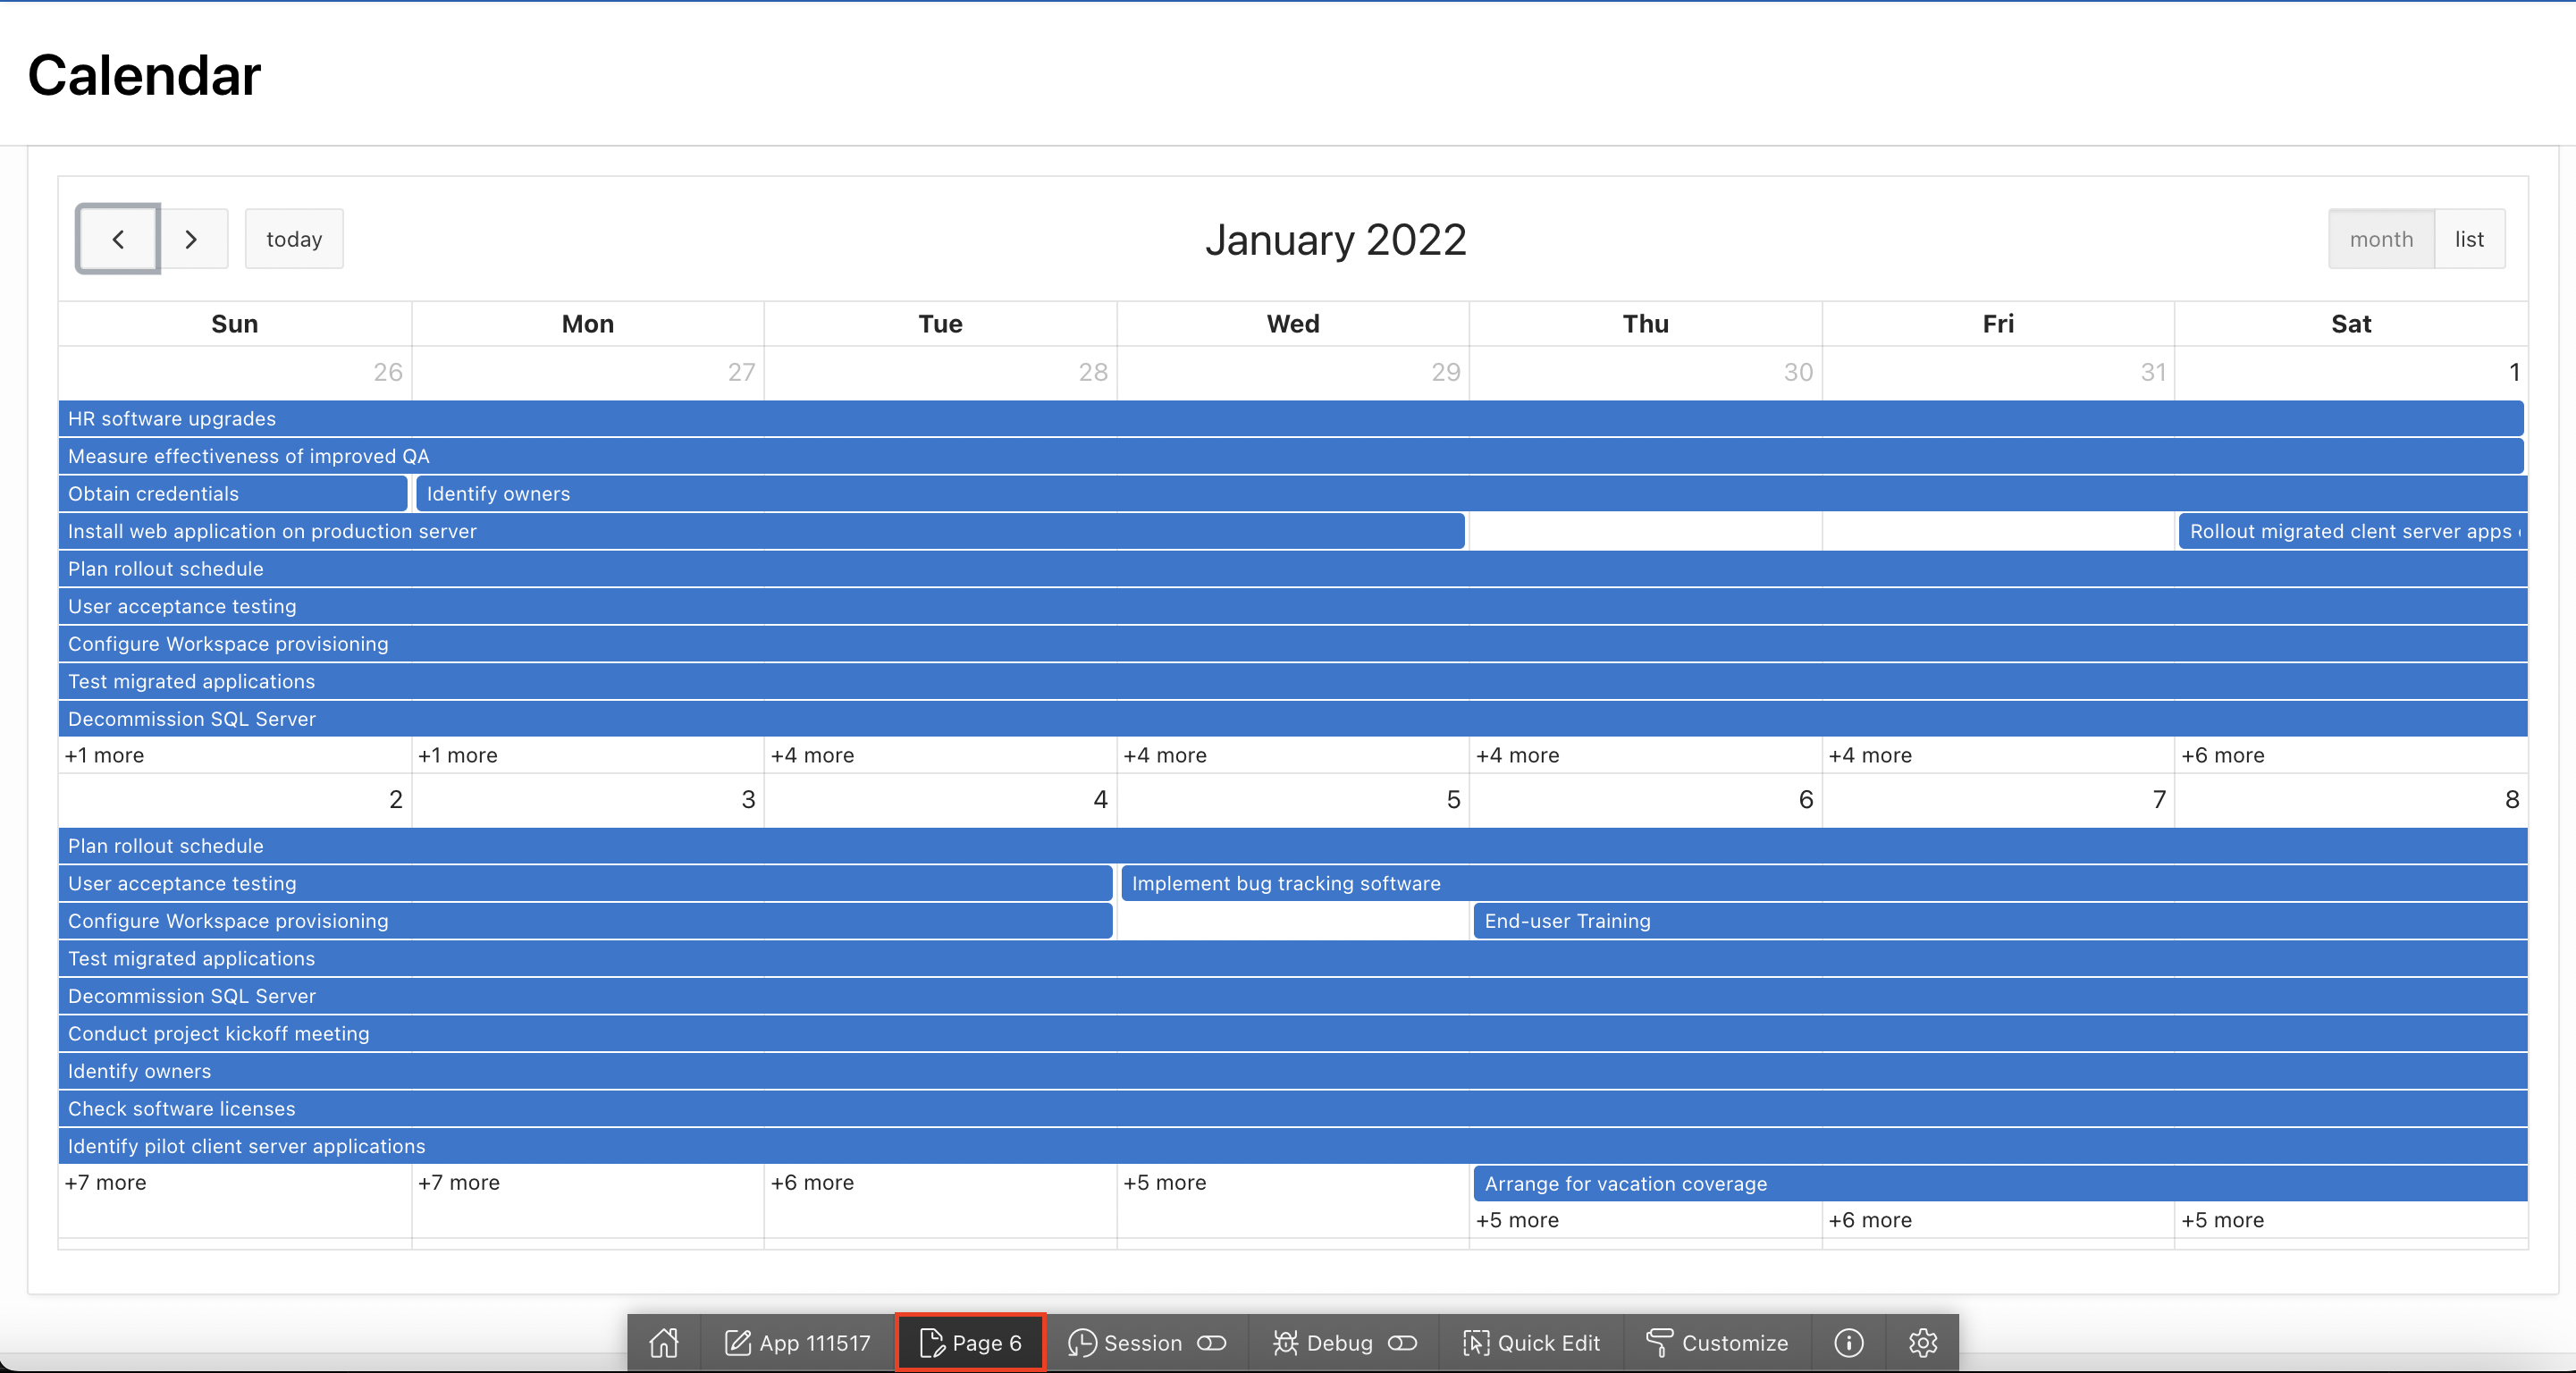 Calendar
today
January 2022
month list
Sun Mon Tue Wed Thu Fri Sat
26 27 28 29 30 31 1
HR software upgrades
Measure effectiveness of improved QA
Obtain credentials Identify owners
Install web application on production server Rollout migrated clent server apps
Plan rollout schedule
User acceptance testing
Configure Workspace provisioning
Test migrated applications
Decommission SQL Server
+1 more +1 more +4 more +4 more +4 more +4 more +6 more
2 3 4 5 6 7 8
Plan rollout schedule
User acceptance testing Implement bug tracking software
Configure Workspace provisioning End-user Training
Test migrated applications
Decommission SQL Server
Conduct project kickoff meeting
Identify owners
Check software licenses
Identify pilot client server applications
+7 more +7 more +6 more +5 more Arrange for vacation coverage
+5 more +6 more +5 more
App 111517 Page 6 Session Debug Quick Edit Customize